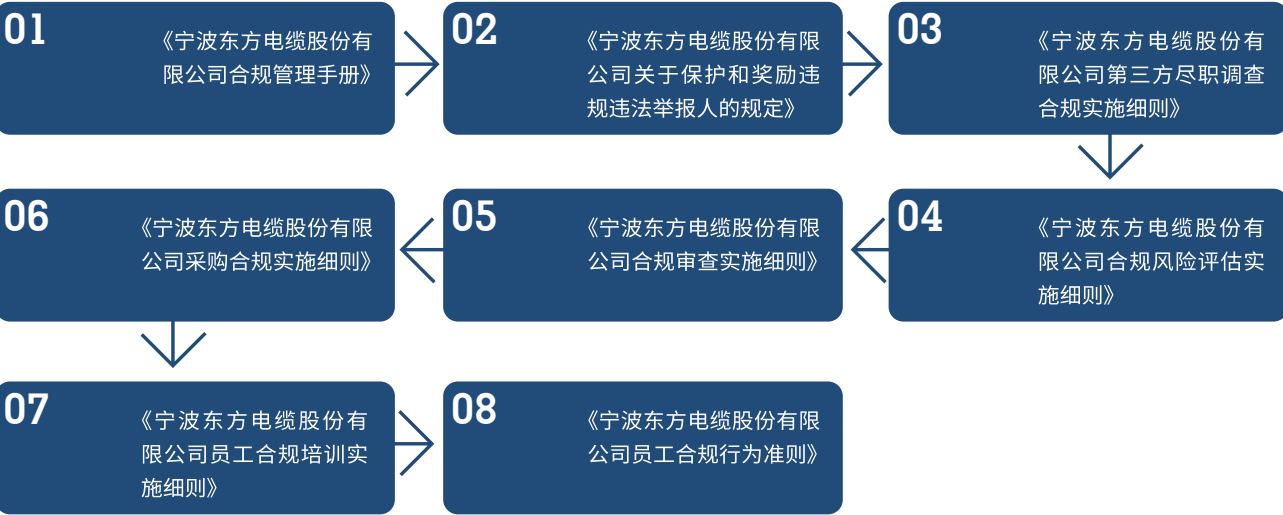 01
《宁波东方电缆股份有
限公司合规管理手册》
02
《宁波东方电缆股份有限
公司关于保护和奖励违
规违法举报人的规定》
03
《宁波东方电缆股份有
限公司第三方尽职调查
合规实施细则》
04
《宁波东方电缆股份有
限公司合规风险评估实
施细则》
05
《宁波东方电缆股份有限
公司合规审查实施细则》
06
《宁波东方电缆股份有限
公司采购合规实施细则》
07
《宁波东方电缆股份有
限公司员工合规培训实
施细则》
08
《宁波东方电缆股份有限
公司员工合规行为准则》